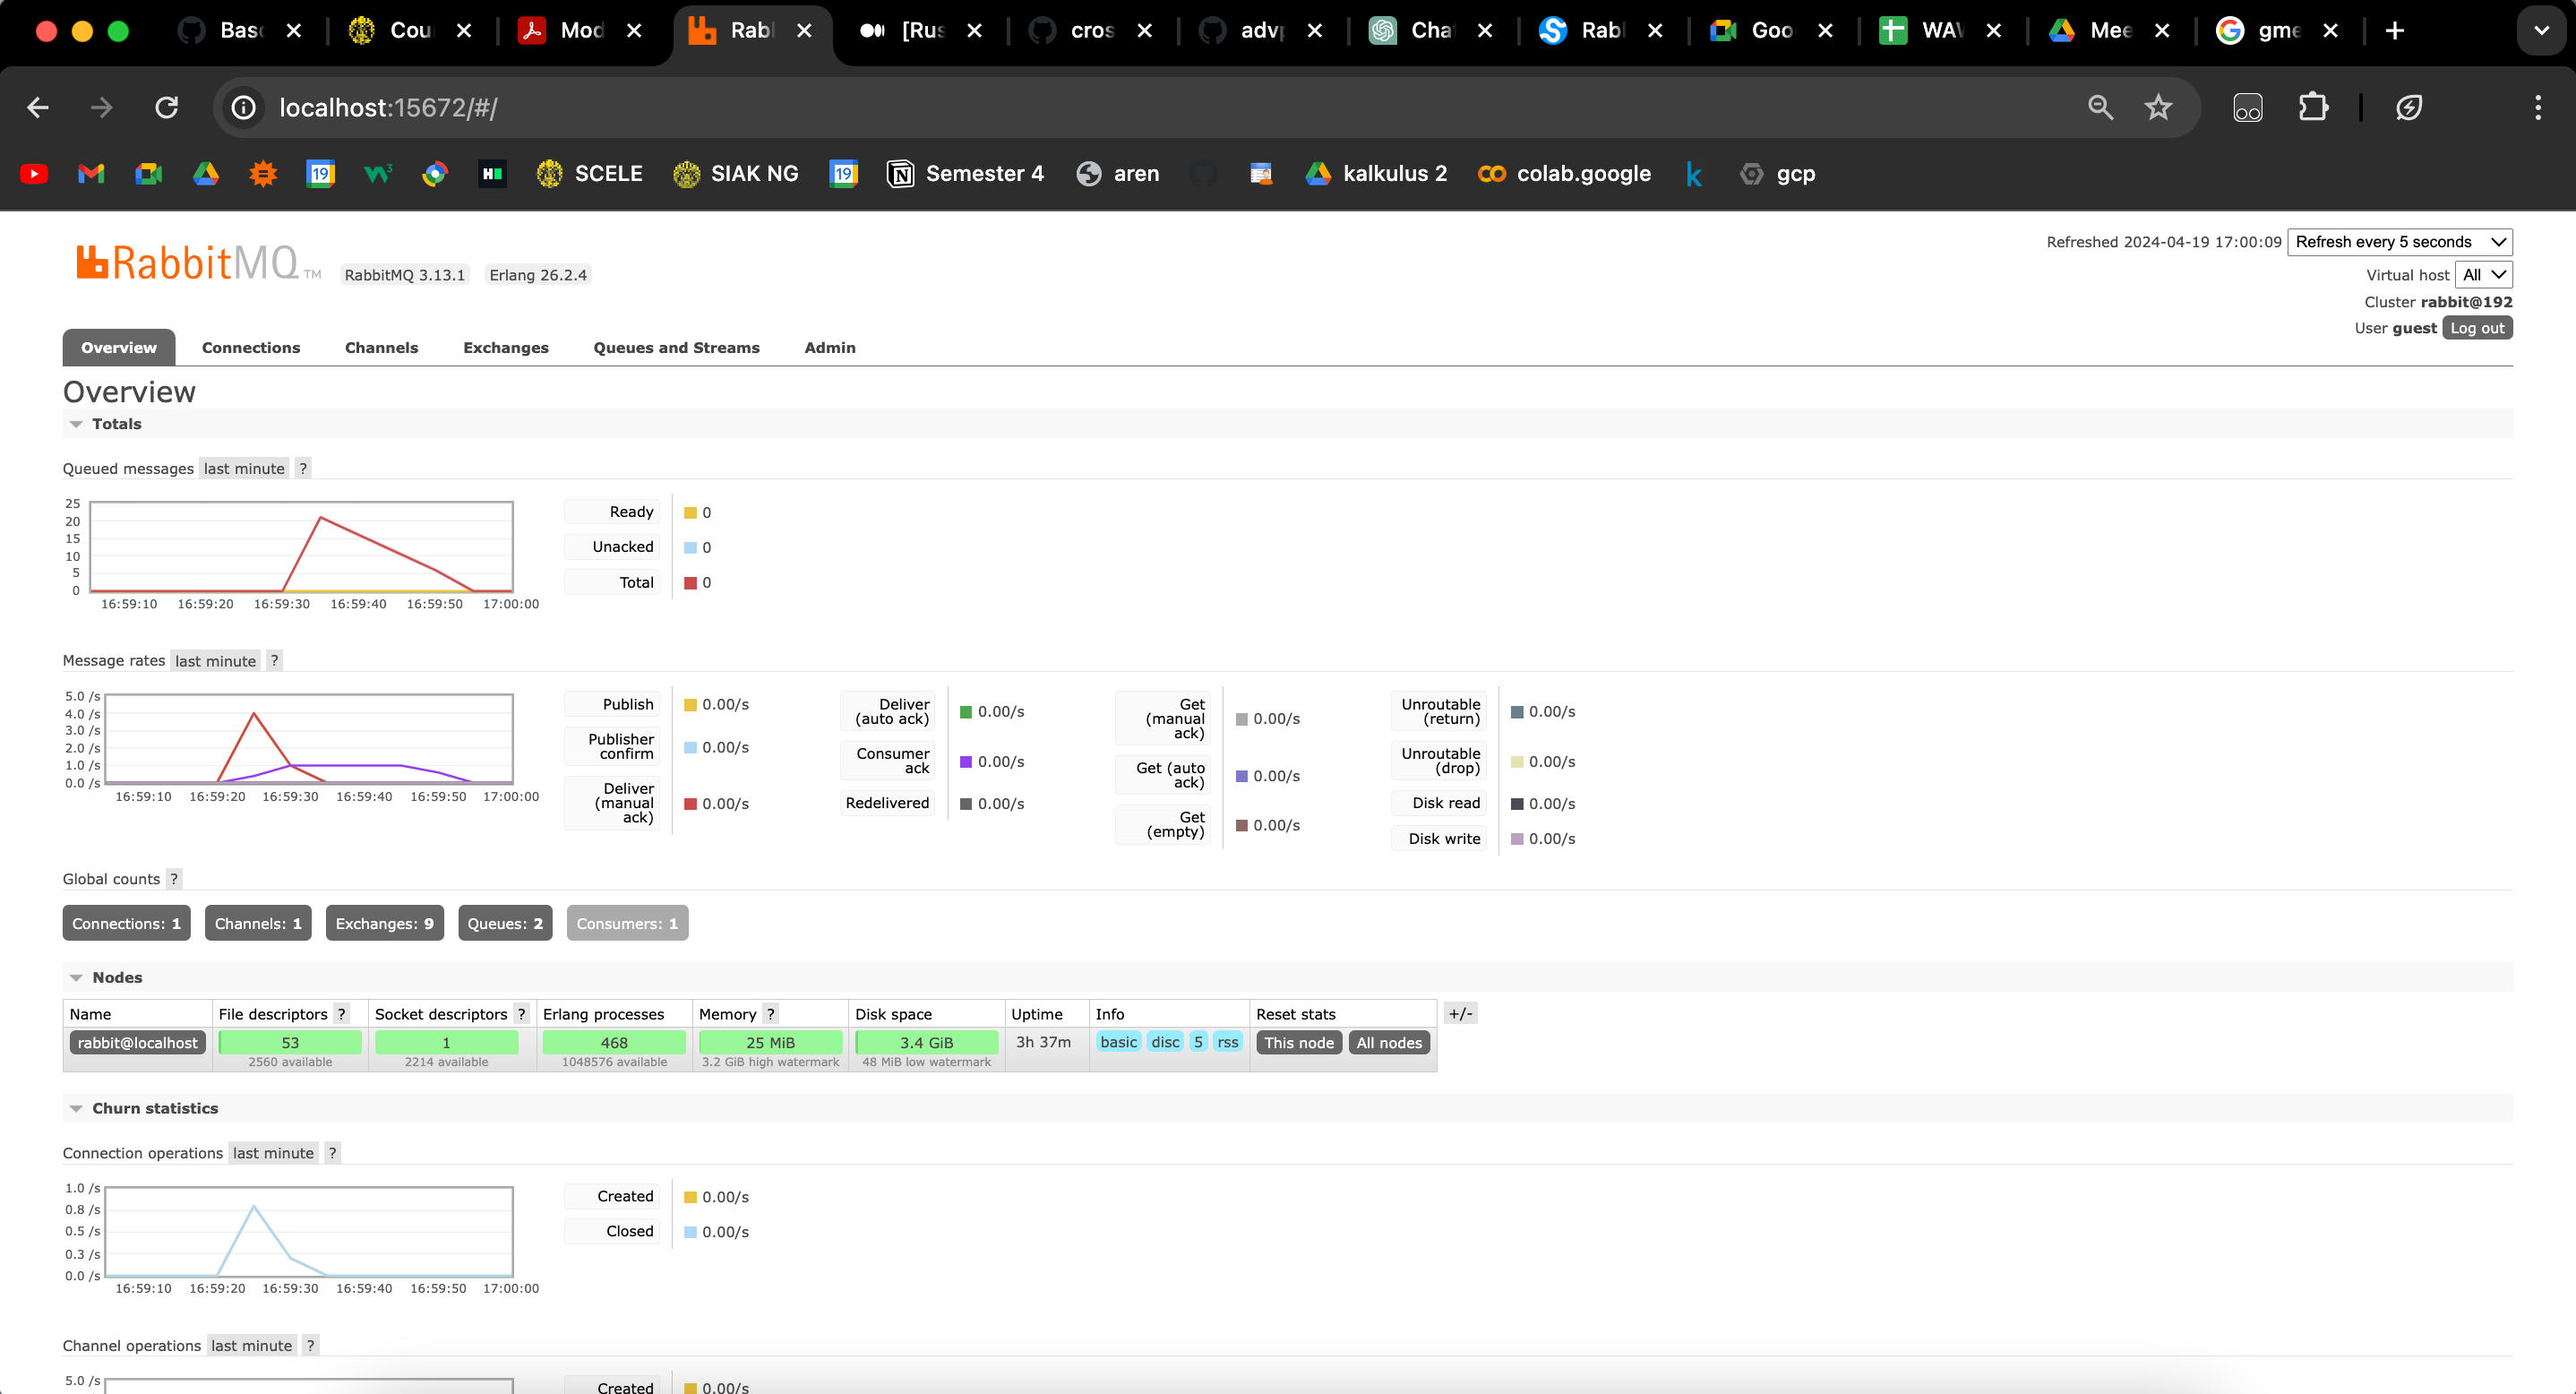 Bas
Cou
Mod
Rab
[Rus
cros
adv
Cha
Rab
Goo
WA
Mee
gme
localhost:15672/#/
19 W3 H SCELE SIAK NG 19 Semester 4 aren kalkulus 2 colab.google k gcp
RabbitMQ TM RabbitMQ 3.13.1 Erlang 26.2.4
Refreshed 2024-04-19 17:00:09 Refresh every 5 seconds
Virtual host All
Cluster rabbit@192
User guest Log out
Overview Connections Channels Exchanges Queues and Streams Admin
Overview
Totals
Queued messages last minute ?
25
20
15
10
5
0
16:59:10 16:59:20 16:59:30 16:59:40 16:59:50 17:00:00
Ready 0
Unacked 0
Total 0
Message rates last minute ?
5.0 /s
4.0 /s
3.0 /s
2.0 /s
1.0 /s
0.0 /s
16:59:10 16:59:20 16:59:30 16:59:40 16:59:50 17:00:00
Publish 0.00/s
Publisher
confirm 0.00/s
Deliver
(manual
ack) 0.00/s
Deliver
(auto ack) 0.00/s
Consumer
ack 0.00/s
Redelivered 0.00/s
Get
(manual
ack) 0.00/s
Get (auto
ack) 0.00/s
Get
(empty) 0.00/s
Unroutable
(return) 0.00/s
Unroutable
(drop) 0.00/s
Disk read 0.00/s
Disk write 0.00/s
Global counts ?
Connections: 1 Channels: 1 Exchanges: 9 Queues: 2 Consumers: 1
Nodes
Name File descriptors ? Socket descriptors ? Erlang processes Memory ? Disk space Uptime Info Reset stats +/-
rabbit@localhost 53 1 468 25 MiB 3.4 GiB 3h 37m basic disc 5 rss This node All nodes
2560 available 2214 available 1048576 available 3.2 GiB high watermark 48 MiB low watermark
Churn statistics
Connection operations last minute ?
1.0 /s
0.8 /s
0.5 /s
0.3 /s
0.0 /s
16:59:10 16:59:20 16:59:30 16:59:40 16:59:50 17:00:00
Created 0.00/s
Closed 0.00/s
Channel operations last minute ?
5.0 /s
Created 0.00/s